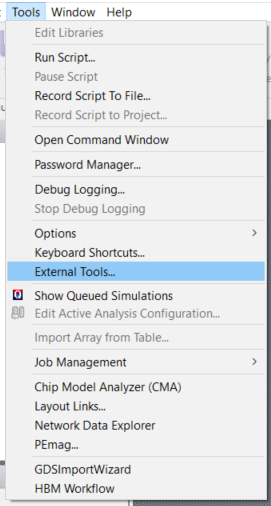 Tools Window Help
Edit Libraries
Run Script...
Pause Script
Record Script To File...
Record Script to Project...
Open Command Window
Password Manager...
Debug Logging...
Stop Debug Logging
Options
Keyboard Shortcuts...
External Tools...
Show Queued Simulations
Edit Active Analysis Configuration...
Import Array from Table...
Job Management
Chip Model Analyzer (CMA)
Layout Links...
Network Data Explorer
PEmag...
GDSImportWizard
HBM Workflow